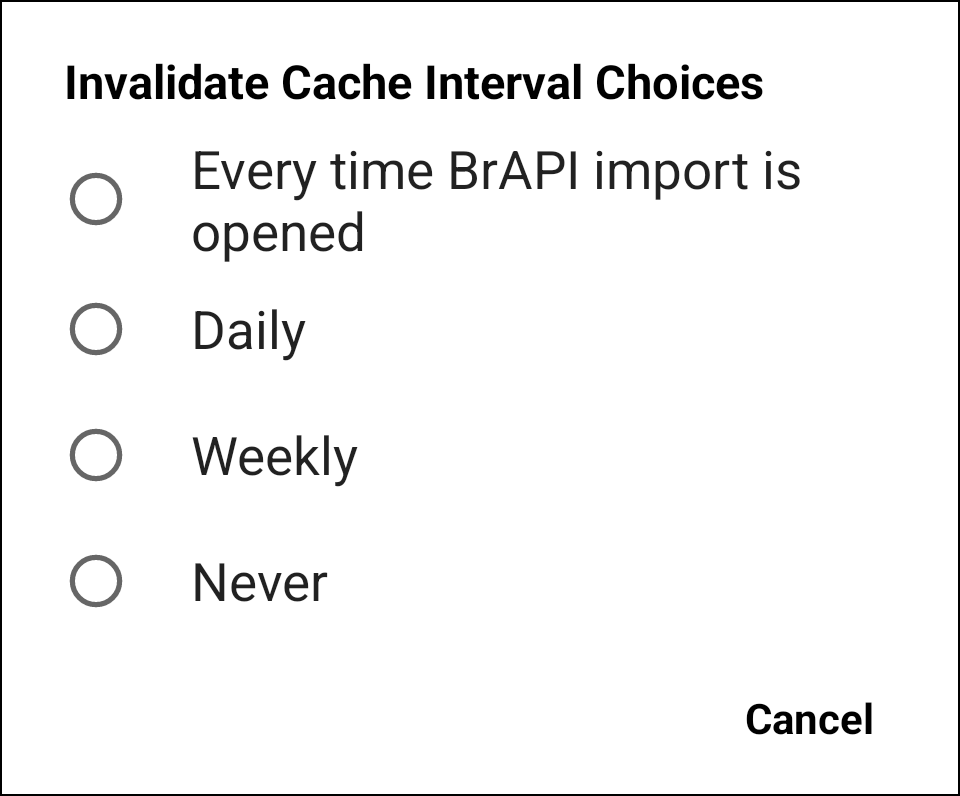 Invalidate Cache Interval Choices
Every time BrAPI import is
opened
Daily
Weekly
Never
Cancel